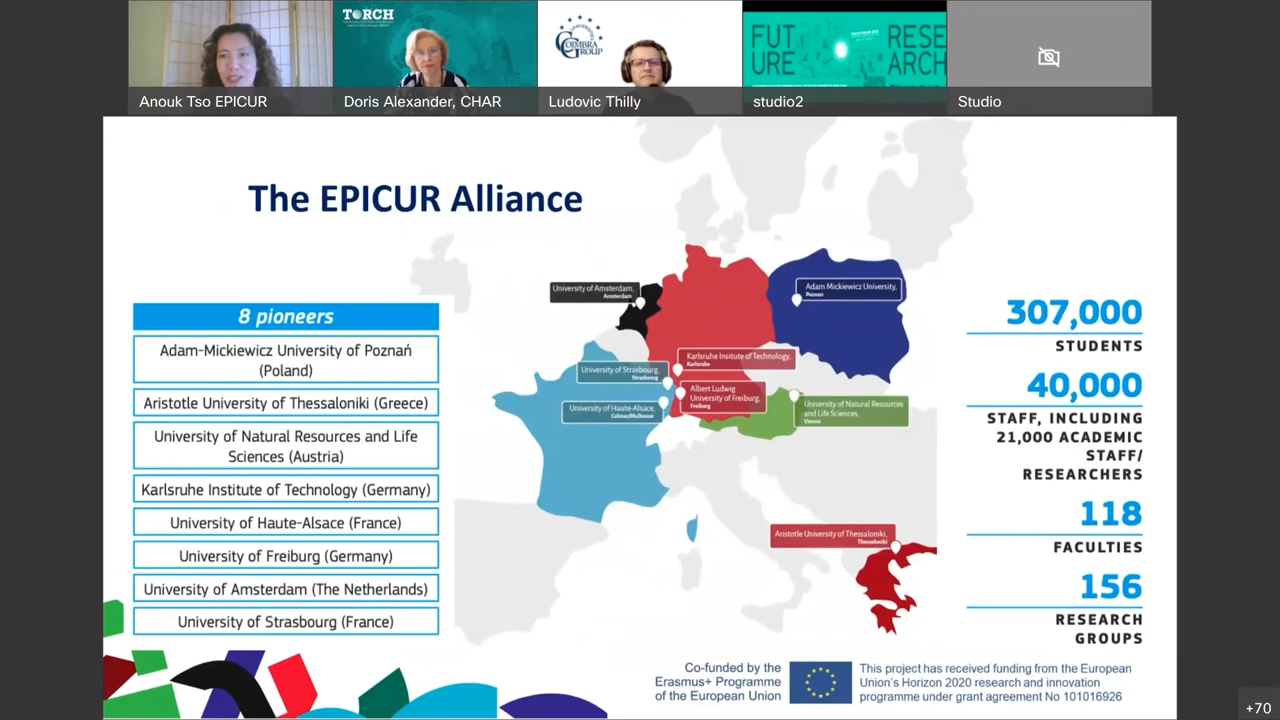 TORCH
COIMBRA
GROUP
FUT
URE
RESE
ARCH
Anouk Tso EPICUR
Doris Alexander, CHAR
Ludovic Thilly
studio2
Studio
The EPICUR Alliance
8 pioneers
Adam-Mickiewicz University of Poznań
(Poland)
Aristotle University of Thessaloniki (Greece)
University of Natural Resources and Life
Sciences (Austria)
Karlsruhe Institute of Technology (Germany)
University of Haute-Alsace (France)
University of Freiburg (Germany)
University of Amsterdam (The Netherlands)
University of Strasbourg (France)
University of Amsterdam,
Amsterdam
Adam Mickiewicz University,
Poznan
Karlsruhe Insitute of Technology,
Karlsruhe
University of Strasbourg,
Strasbourg
Albert Ludwig
University of Freiburg,
Freiburg
University of Haute-Alsace,
Colmar/Mulhouse
University of Natural Resources
and Life Sciences,
Vienna
Aristotle University of Thessaloniki,
Thessaloniki
307,000
STUDENTS
40,000
STAFF, INCLUDING
21,000 ACADEMIC
STAFF/
RESEARCHERS
118
FACULTIES
156
RESEARCH
GROUPS
Co-funded by the
Erasmus+ Programme
of the European Union
This project has received funding from the European
Union's Horizon 2020 research and innovation
programme under grant agreement No 101016926
+70